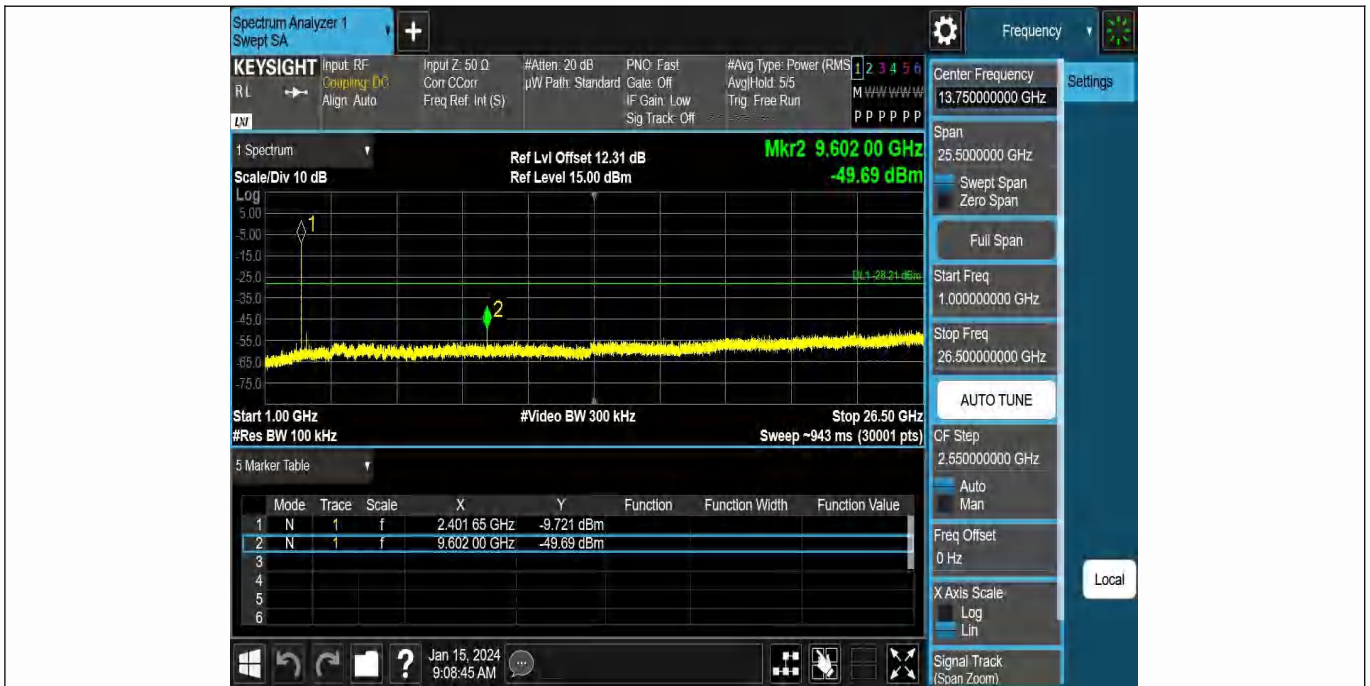 Spectrum Analyzer 1
Swept SA
Frequency
KEYSIGHT
RL
LXI
Input: RF
Coupling: DC
Align: Auto
Input Z: 50 Ω
Corr CCorr
Freq Ref: Int (S)
#Atten: 20 dB
µW Path: Standard
PNO: Fast
Gate: Off
IF Gain: Low
Sig Track: Off
#Avg Type: Power (RMS
Avg|Hold: 5/5
Trig: Free Run
1 2 3 4 5 6
M W W W W W
P P P P P P
1 Spectrum
Scale/Div 10 dB
Ref Lvl Offset 12.31 dB
Ref Level 15.00 dBm
Mkr2 9.602 00 GHz
-49.69 dBm
Log
5.00
-5.00
-15.0
-25.0
-35.0
-45.0
-55.0
-65.0
-75.0
1
2
DL1 -28.21 dBm
Start 1.00 GHz
#Res BW 100 kHz
#Video BW 300 kHz
Stop 26.50 GHz
Sweep ~943 ms (30001 pts)
5 Marker Table
Mode Trace Scale X Y Function Function Width Function Value
1 N 1 f 2.401 65 GHz -9.721 dBm
2 N 1 f 9.602 00 GHz -49.69 dBm
3
4
5
6
Jan 15, 2024
9:08:45 AM
Center Frequency
13.750000000 GHz
Settings
Span
25.5000000 GHz
Swept Span
Zero Span
Full Span
Start Freq
1.000000000 GHz
Stop Freq
26.500000000 GHz
AUTO TUNE
CF Step
2.550000000 GHz
Auto
Man
Freq Offset
0 Hz
X Axis Scale
Log
Lin
Signal Track
(Span Zoom)
Local